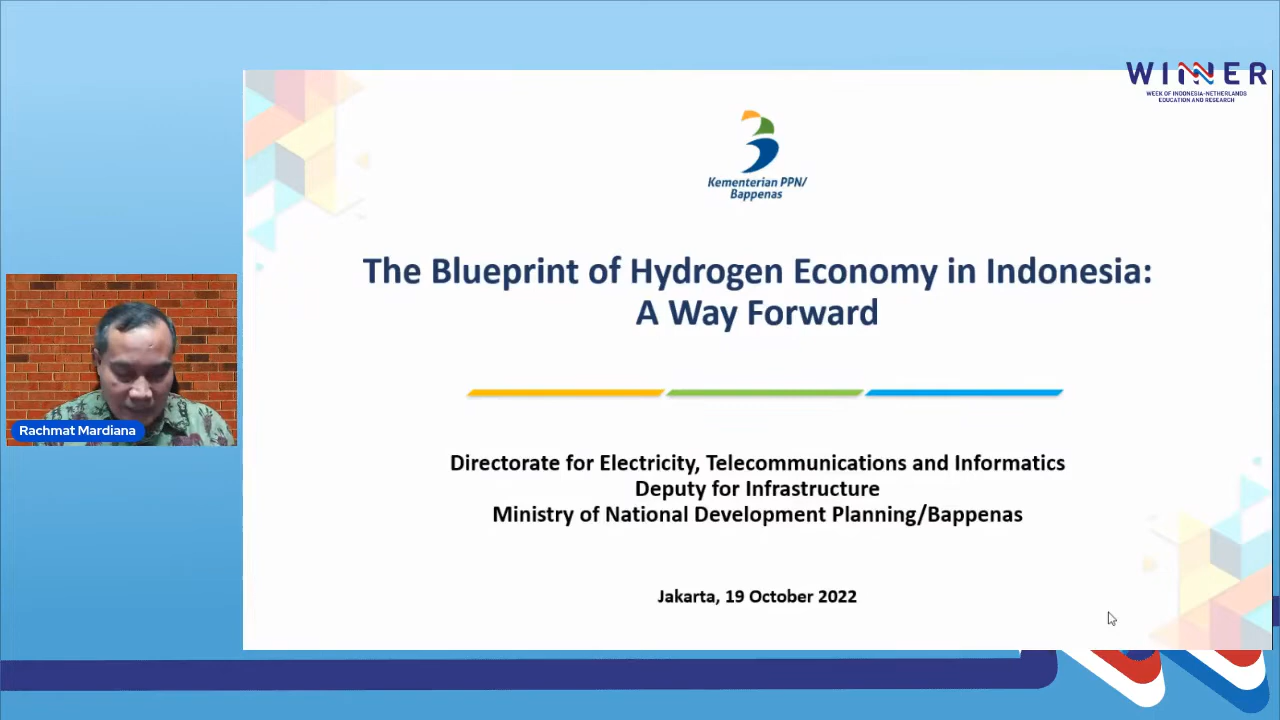 WINNER
WEEK OF INDONESIA-NETHERLANDS
EDUCATION AND RESEARCH
Kementerian PPN/
Bappenas
The Blueprint of Hydrogen Economy in Indonesia:
A Way Forward
Rachmat Mardiana
Directorate for Electricity, Telecommunications and Informatics
Deputy for Infrastructure
Ministry of National Development Planning/Bappenas
Jakarta, 19 October 2022